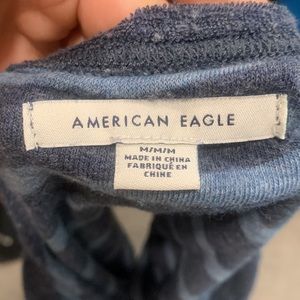 AMERICAN EAGLE
M/M/M
MADE IN CHINA
FABRIQUÉ EN
CHINE